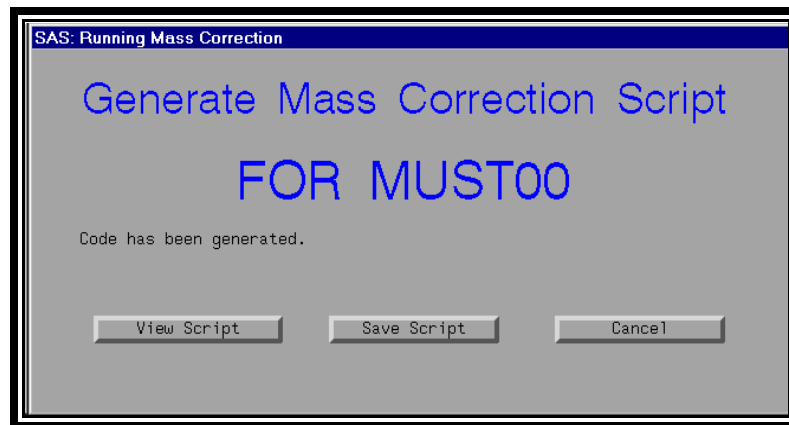 SAS: Running Mass Correction
Generate Mass Correction Script
FOR MUST00
Code has been generated.
View Script Save Script Cancel